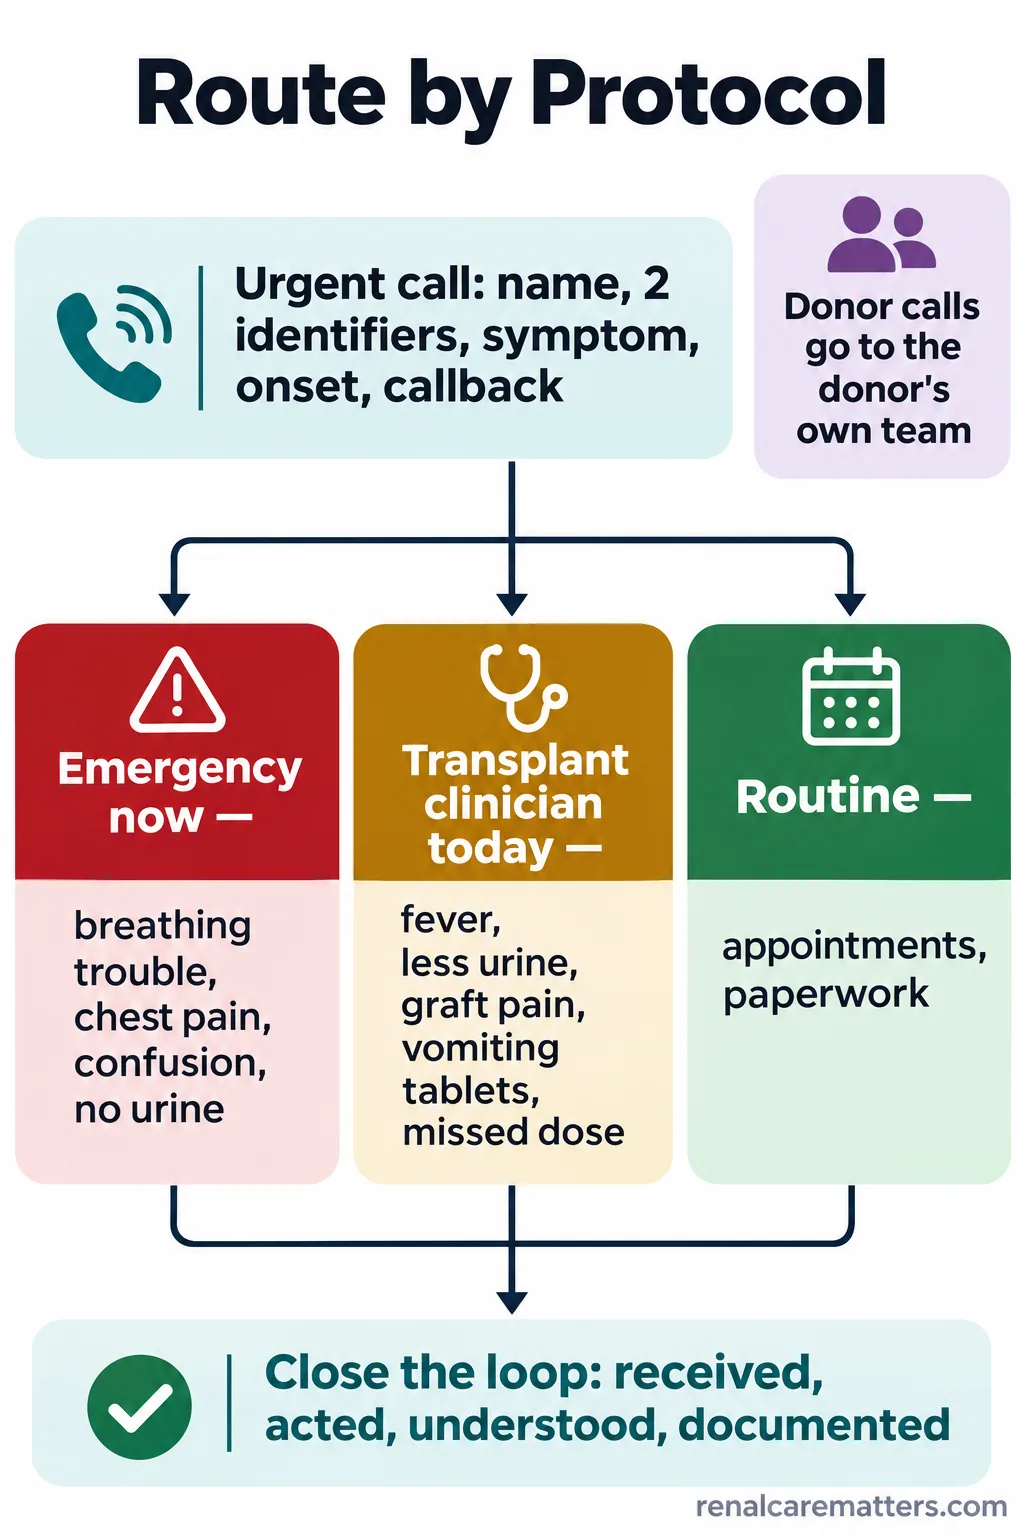 Route by Protocol
Urgent call: name, 2
identifiers, symptom,
onset, callback
Donor calls
go to the
donor's
own team
Emergency
now —
breathing
trouble,
chest pain,
confusion,
no urine
Transplant
clinician
today —
fever,
less urine,
graft pain,
vomiting
tablets,
missed dose
Routine —
appointments,
paperwork
Close the loop: received,
acted, understood, documented
renalcarematters.com